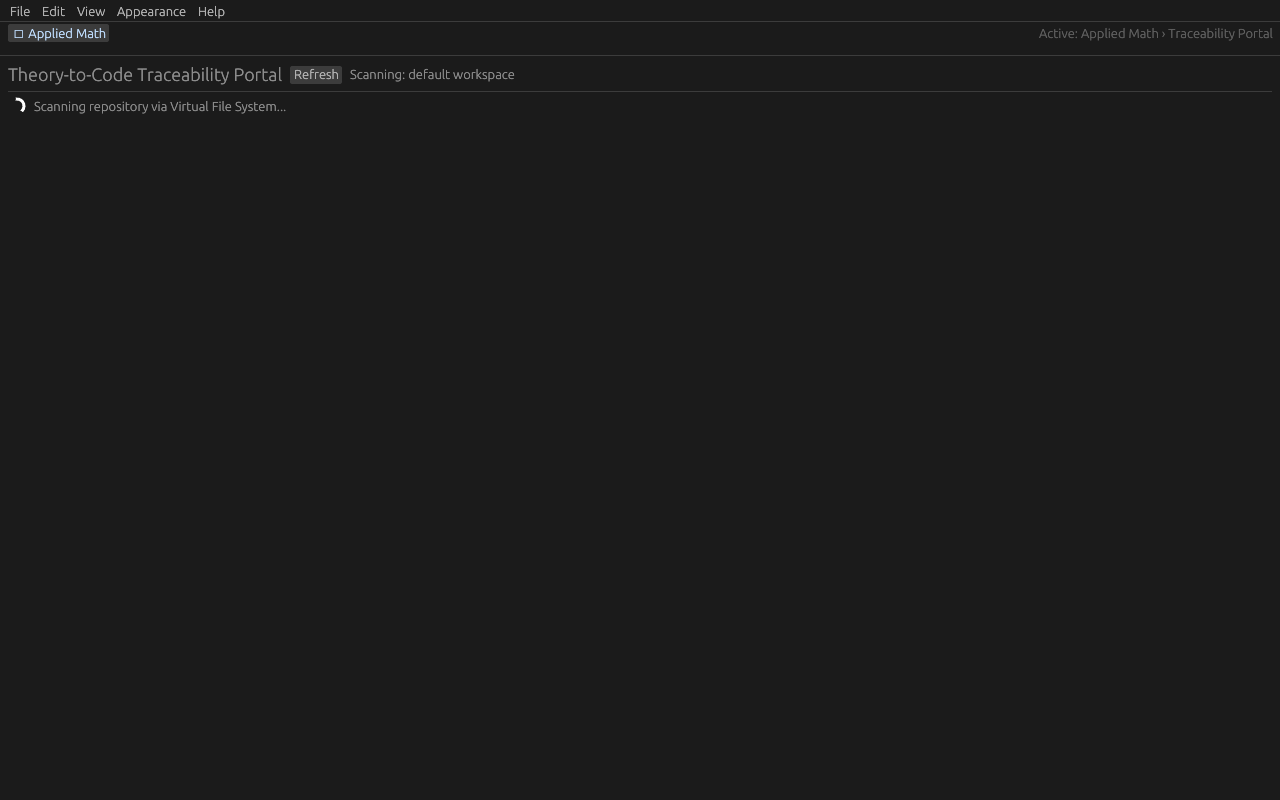 File Edit View Appearance Help
Applied Math
Active: Applied Math › Traceability Portal
Theory-to-Code Traceability Portal Refresh Scanning: default workspace
Scanning repository via Virtual File System...